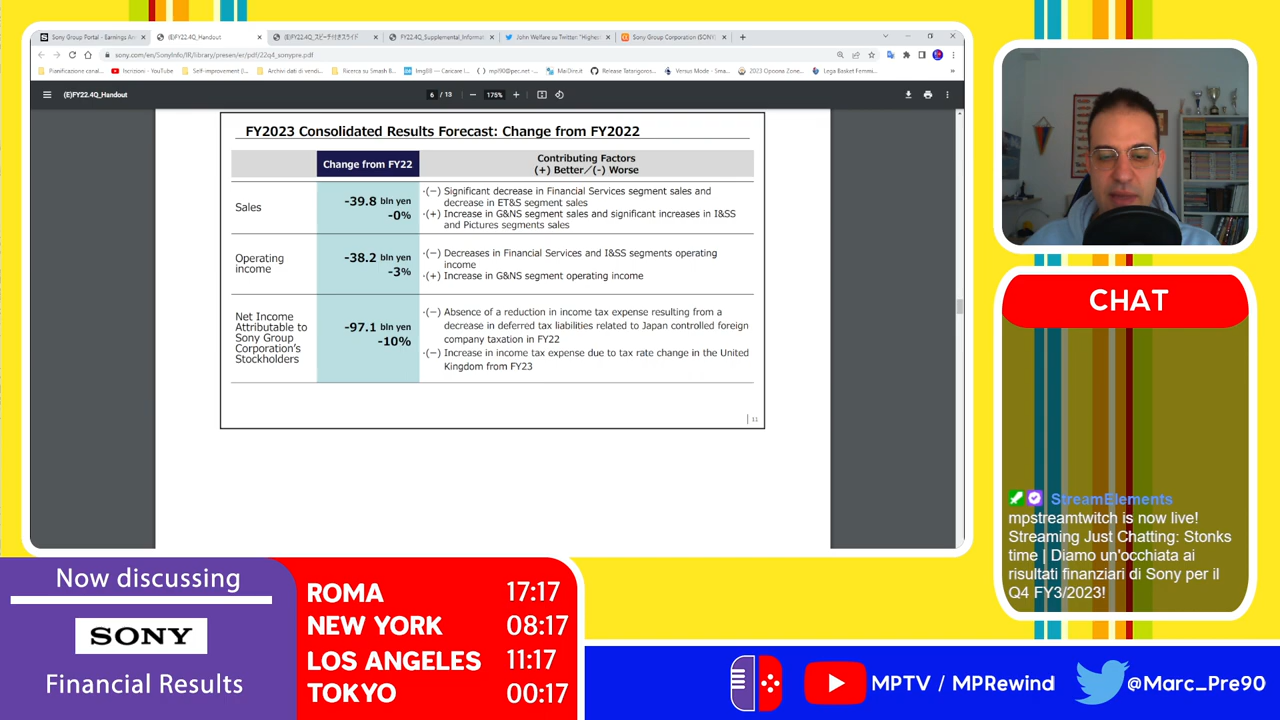 Sony Group Portal - Earnings An
(E)FY22.4Q_Handout
(E)FY22.4Q_スピーチ付きスライド
FY22.4Q_Supplemental_Informat
John Welfare su Twitter: "Highes
Sony Group Corporation (SONY)
sony.com/en/SonyInfo/IR/library/presen/er/pdf/22q4_sonypre.pdf
Pianificazione canal...
Iscrizioni - YouTube
Self-improvement (I
Archivi dati di vendi...
Ricerca su Smash B
Img88 — Caricare I...
mpi90@pec.net -...
MaiDire.it
Release Tatarigoros...
Versus Mode - Sma...
2023 Opoona Zone...
Lega Basket Femmi...
(E)FY22.4Q_Handout
6 / 13
175%
FY2023 Consolidated Results Forecast: Change from FY2022
Change from FY22
Contributing Factors
(+) Better／(-) Worse
Sales
-39.8 bln yen
-0%
·(−) Significant decrease in Financial Services segment sales and
decrease in ET&S segment sales
·(+) Increase in G&NS segment sales and significant increases in I&SS
and Pictures segments sales
Operating
income
-38.2 bln yen
-3%
·(−) Decreases in Financial Services and I&SS segments operating
income
·(+) Increase in G&NS segment operating income
Net Income
Attributable to
Sony Group
Corporation's
Stockholders
-97.1 bln yen
-10%
·(−) Absence of a reduction in income tax expense resulting from a
decrease in deferred tax liabilities related to Japan controlled foreign
company taxation in FY22
·(−) Increase in income tax expense due to tax rate change in the United
Kingdom from FY23
11
CHAT
StreamElements
mpstreamtwitch is now live!
Streaming Just Chatting: Stonks
time | Diamo un'occhiata ai
risultati finanziari di Sony per il
Q4 FY3/2023!
Now discussing
SONY
Financial Results
ROMA 17:17
NEW YORK 08:17
LOS ANGELES 11:17
TOKYO 00:17
MPTV / MPRewind
@Marc_Pre90